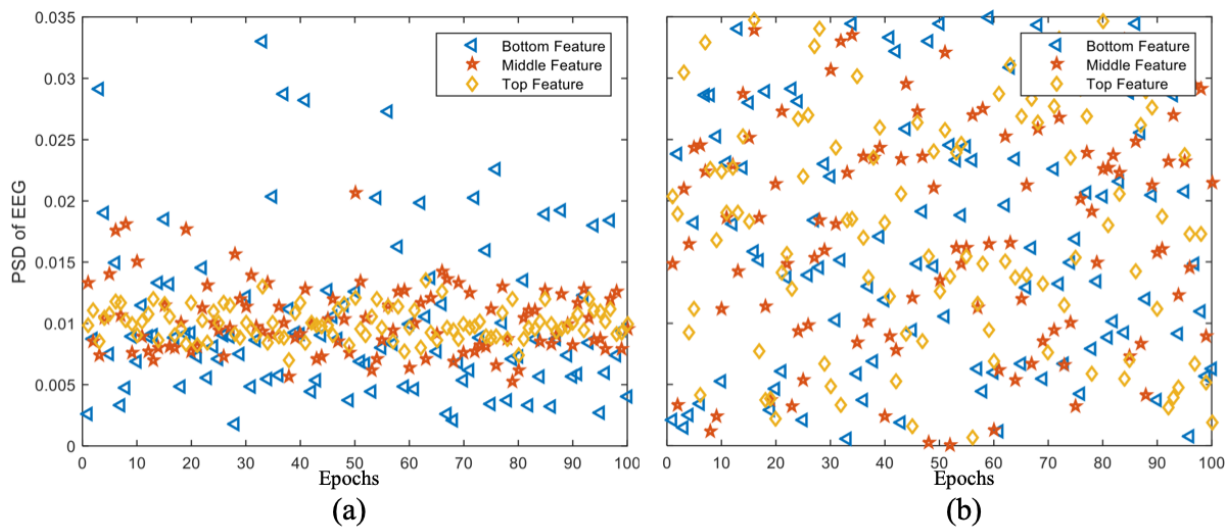 0.035
0.03
0.025
0.02
0.015
0.01
0.005
0
PSD of EEG
Bottom Feature
Middle Feature
Top Feature
0 10 20 30 40 50 60 70 80 90 100
Epochs
(a)
Bottom Feature
Middle Feature
Top Feature
0 10 20 30 40 50 60 70 80 90 100
Epochs
(b)